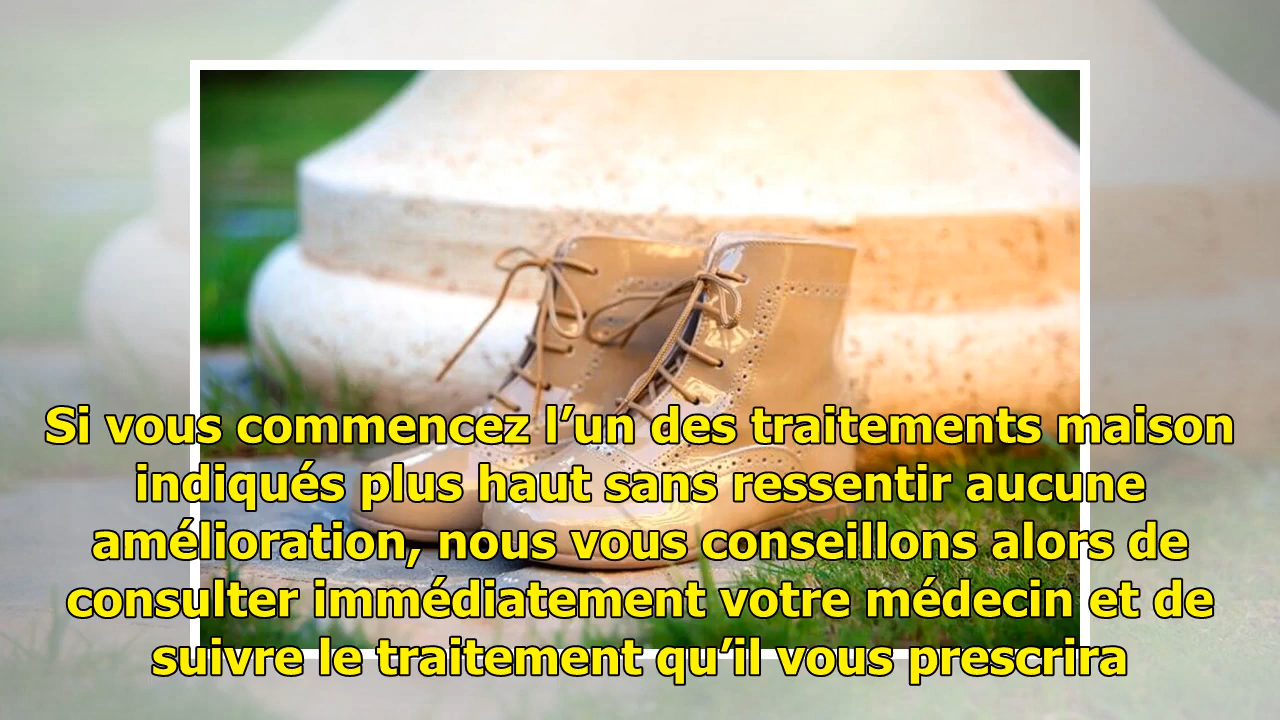 Si vous commencez l’un des traitements maison
indiqués plus haut sans ressentir aucune
amélioration, nous vous conseillons alors de
consulter immédiatement votre médecin et de
suivre le traitement qu’il vous prescrira